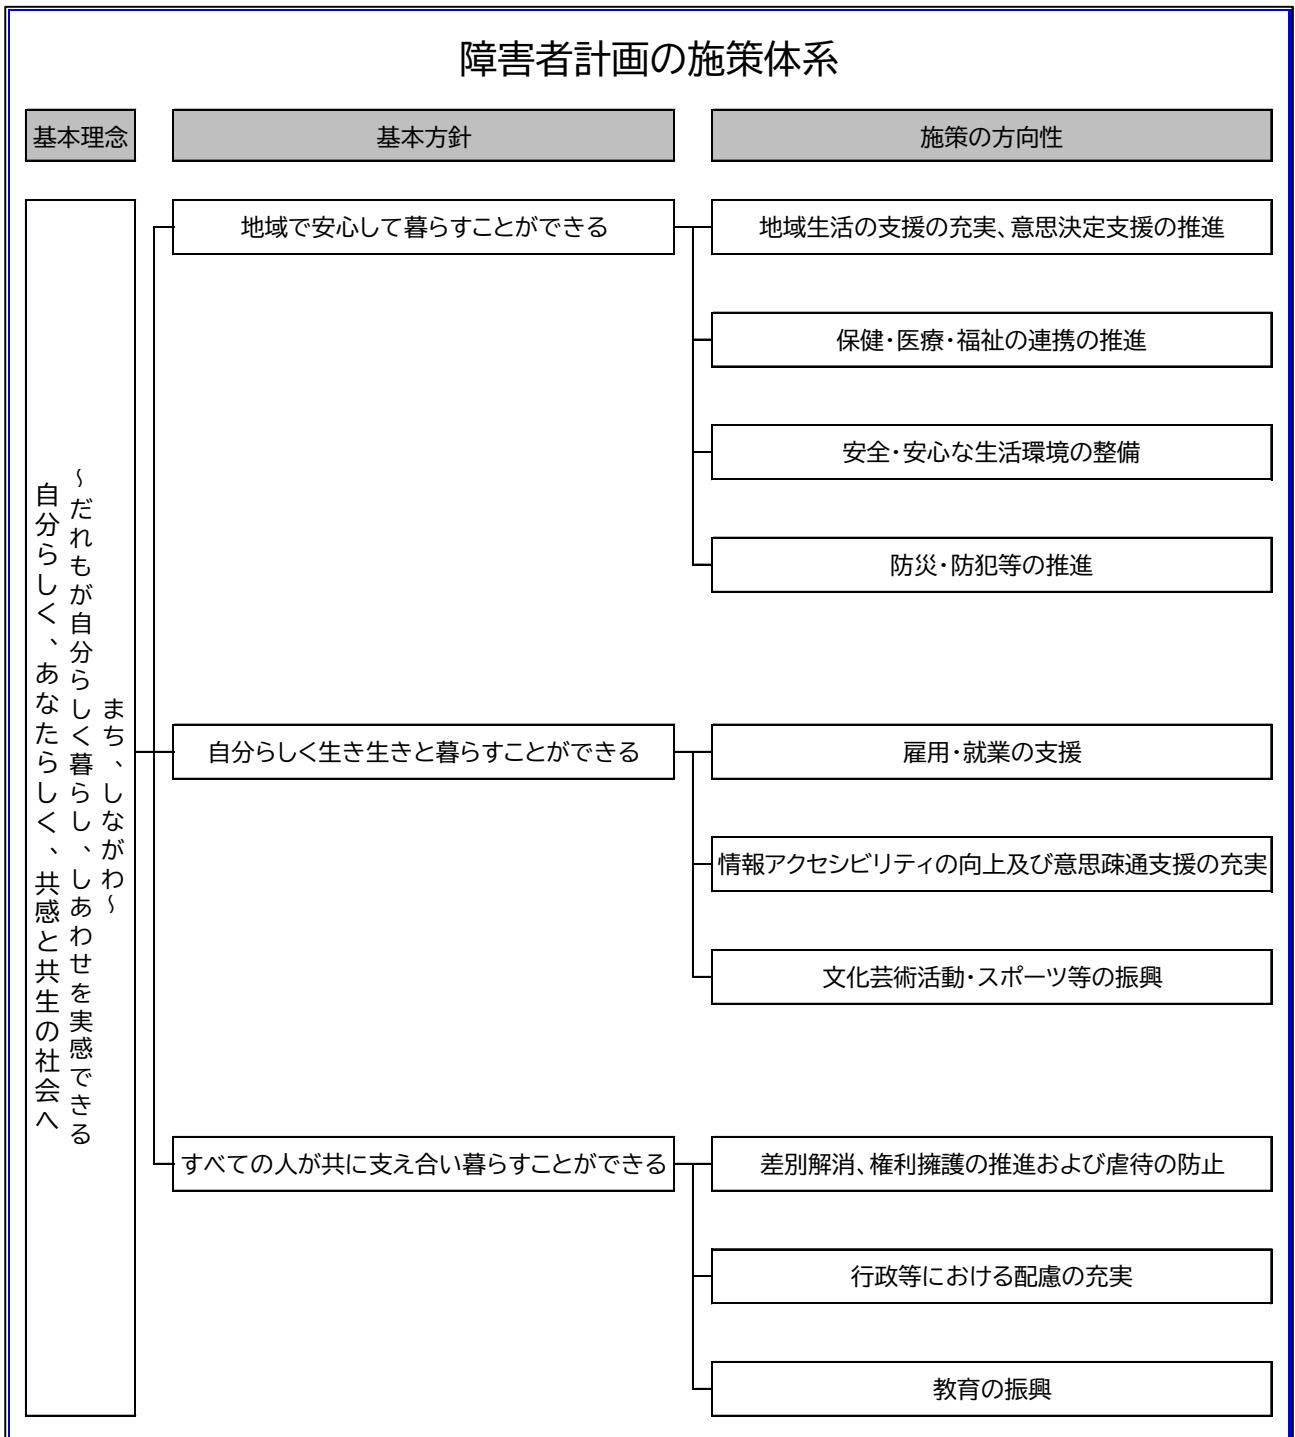 障害者計画の施策体系
基本理念
基本方針
施策の方向性
自分らしく、あなたらしく、共感と共生の社会へ
～だれもが自分らしく暮らし、しあわせを実感できる
まち、しながわ～
地域で安心して暮らすことができる
地域生活の支援の充実、意思決定支援の推進
保健・医療・福祉の連携の推進
安全・安心な生活環境の整備
防災・防犯等の推進
自分らしく生き生きと暮らすことができる
雇用・就業の支援
情報アクセシビリティの向上及び意思疎通支援の充実
文化芸術活動・スポーツ等の振興
すべての人が共に支え合い暮らすことができる
差別解消、権利擁護の推進および虐待の防止
行政等における配慮の充実
教育の振興